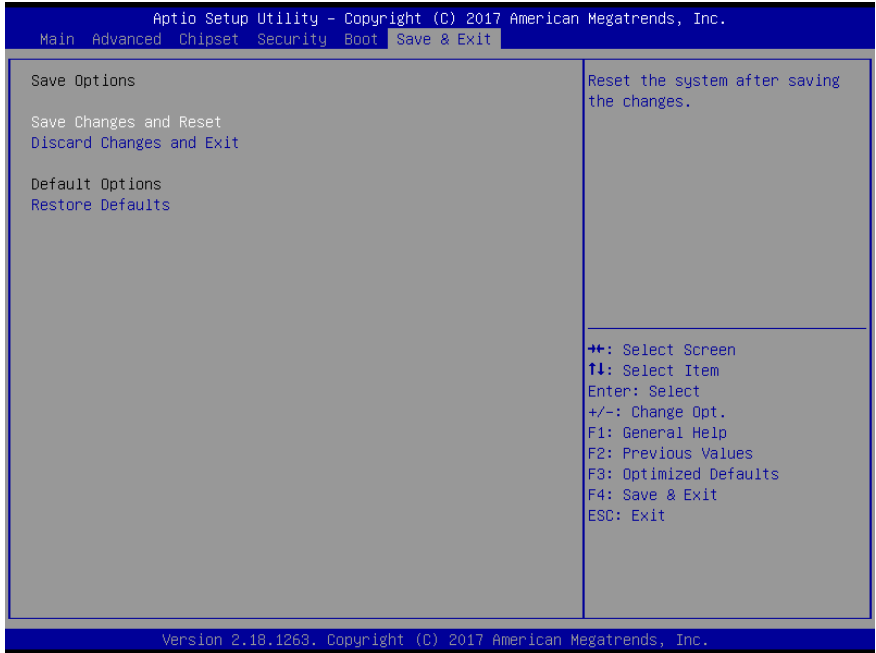 Aptio Setup Utility – Copyright (C) 2017 American Megatrends, Inc.
Main Advanced Chipset Security Boot Save & Exit
Save Options
Save Changes and Reset
Discard Changes and Exit
Default Options
Restore Defaults
Reset the system after saving
the changes.
→←: Select Screen
↑↓: Select Item
Enter: Select
+/-: Change Opt.
F1: General Help
F2: Previous Values
F3: Optimized Defaults
F4: Save & Exit
ESC: Exit
Version 2.18.1263. Copyright (C) 2017 American Megatrends, Inc.